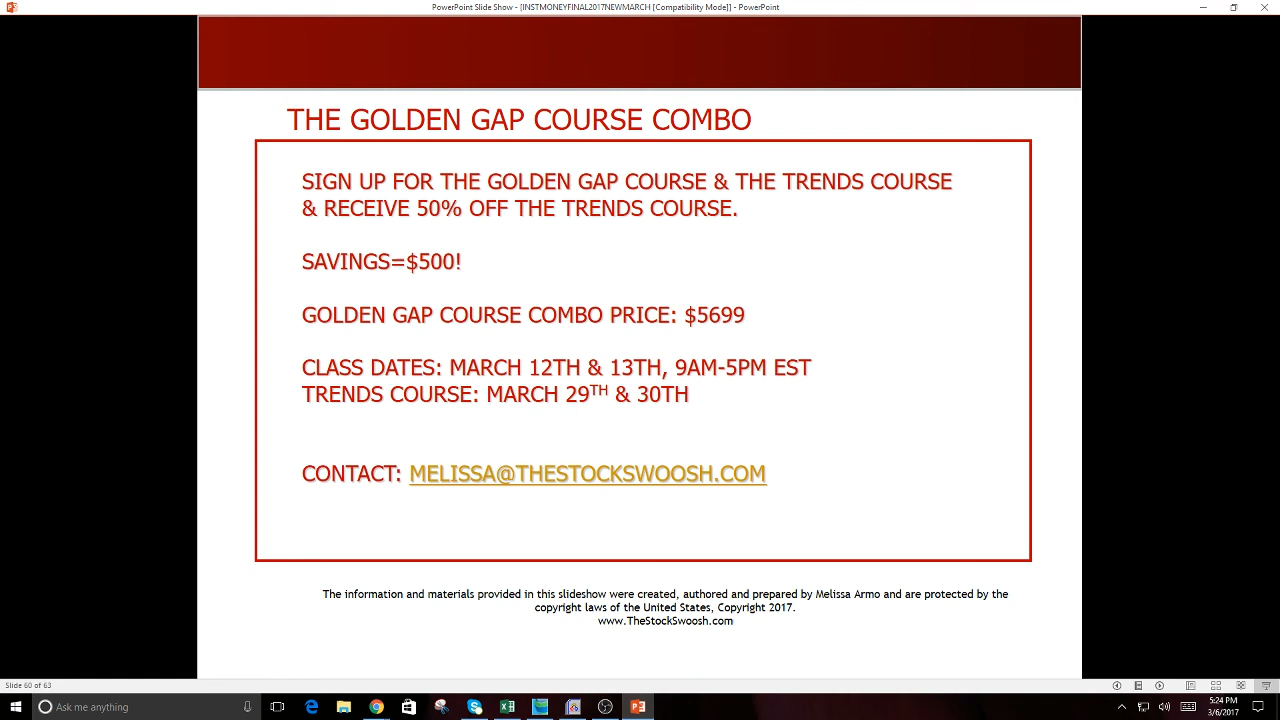 PowerPoint Slide Show - [INSTMONEYFINAL2017NEWMARCH [Compatibility Mode]] - PowerPoint
THE GOLDEN GAP COURSE COMBO
SIGN UP FOR THE GOLDEN GAP COURSE & THE TRENDS COURSE
& RECEIVE 50% OFF THE TRENDS COURSE.
SAVINGS=$500!
GOLDEN GAP COURSE COMBO PRICE: $5699
CLASS DATES: MARCH 12TH & 13TH, 9AM-5PM EST
TRENDS COURSE: MARCH 29TH & 30TH
CONTACT: MELISSA@THESTOCKSWOOSH.COM
The information and materials provided in this slideshow were created, authored and prepared by Melissa Armo and are protected by the
copyright laws of the United States, Copyright 2017.
www.TheStockSwoosh.com
Slide 60 of 63
Ask me anything
5:24 PM
3/6/2017